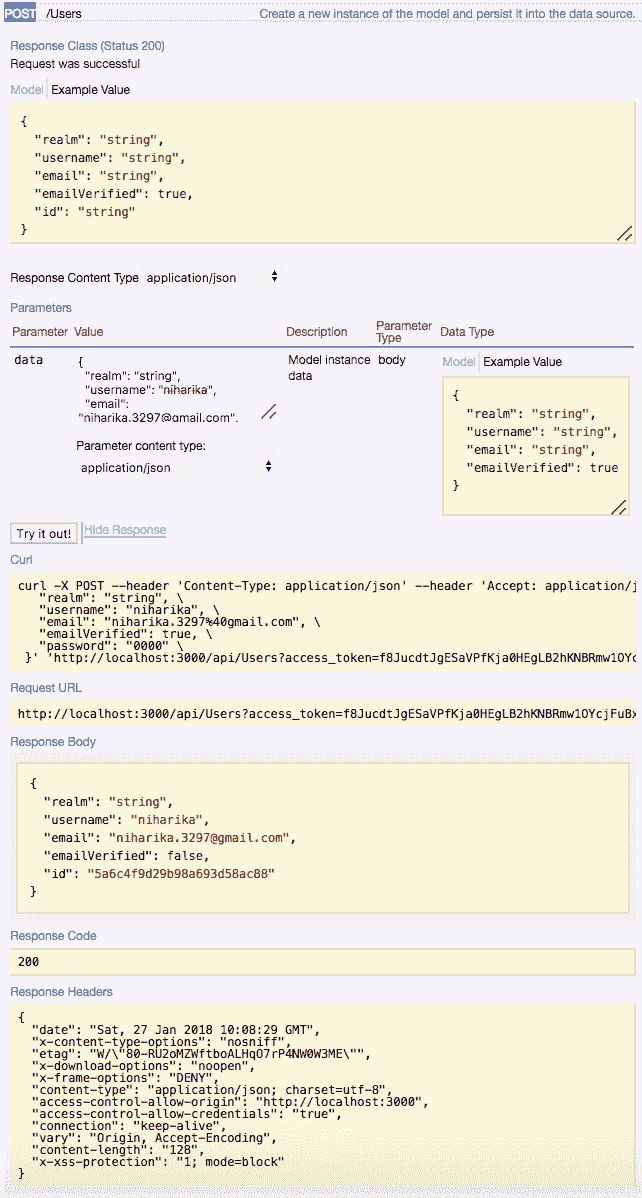 POST /Users Create a new instance of the model and persist it into the data source.
Response Class (Status 200)
Request was successful
Model Example Value
{
"realm": "string",
"username": "string",
"email": "string",
"emailVerified": true,
"id": "string"
}
Response Content Type application/json
Parameters
Parameter Value Description Parameter Type Data Type
data
{
"realm": "string",
"username": "niharika",
"email":
"niharika.3297@gmail.com",
Parameter content type:
application/json
Model instance data
body
Model Example Value
{
"realm": "string",
"username": "string",
"email": "string",
"emailVerified": true
}
Try it out! Hide Response
Curl
curl -X POST --header 'Content-Type: application/json' --header 'Accept: application/j
"realm": "string", \
"username": "niharika", \
"email": "niharika.3297%40gmail.com", \
"emailVerified": true, \
"password": "0000" \
}' 'http://localhost:3000/api/Users?access_token=f8JucdtJgESaVPfKja0HEgLB2hKNBRmw1OYc
Request URL
http://localhost:3000/api/Users?access_token=f8JucdtJgESaVPfKja0HEgLB2hKNBRmw1OYcjFuBx
Response Body
{
"realm": "string",
"username": "niharika",
"email": "niharika.3297@gmail.com",
"emailVerified": false,
"id": "5a6c4f9d29b98a693d58ac88"
}
Response Code
200
Response Headers
{
"date": "Sat, 27 Jan 2018 10:08:29 GMT",
"x-content-type-options": "nosniff",
"etag": "W/\"80-RU2oMZWftboALHqO7rP4NW0W3ME\"",
"x-download-options": "noopen",
"x-frame-options": "DENY",
"content-type": "application/json; charset=utf-8",
"access-control-allow-origin": "http://localhost:3000",
"access-control-allow-credentials": "true",
"connection": "keep-alive",
"vary": "Origin, Accept-Encoding",
"content-length": "128",
"x-xss-protection": "1; mode=block"
}